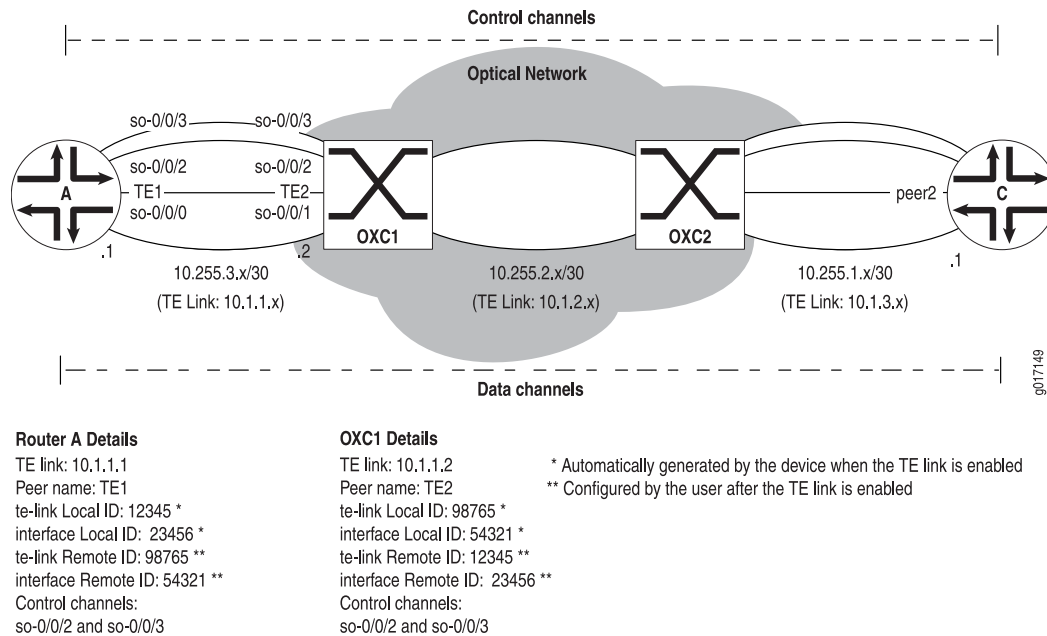 Control channels
Optical Network
so-0/0/3
so-0/0/3
so-0/0/2
so-0/0/2
A
TE1
TE2
peer2
C
so-0/0/0
so-0/0/1
OXC1
OXC2
.1
.2
.1
10.255.3.x/30
10.255.2.x/30
10.255.1.x/30
(TE Link: 10.1.1.x)
(TE Link: 10.1.2.x)
(TE Link: 10.1.3.x)
Data channels
g017149
Router A Details
TE link: 10.1.1.1
Peer name: TE1
te-link Local ID: 12345 *
interface Local ID: 23456 *
te-link Remote ID: 98765 **
interface Remote ID: 54321 **
Control channels:
so-0/0/2 and so-0/0/3
OXC1 Details
TE link: 10.1.1.2
Peer name: TE2
te-link Local ID: 98765 *
interface Local ID: 54321 *
te-link Remote ID: 12345 **
interface Remote ID: 23456 **
Control channels:
so-0/0/2 and so-0/0/3
* Automatically generated by the device when the TE link is enabled
** Configured by the user after the TE link is enabled